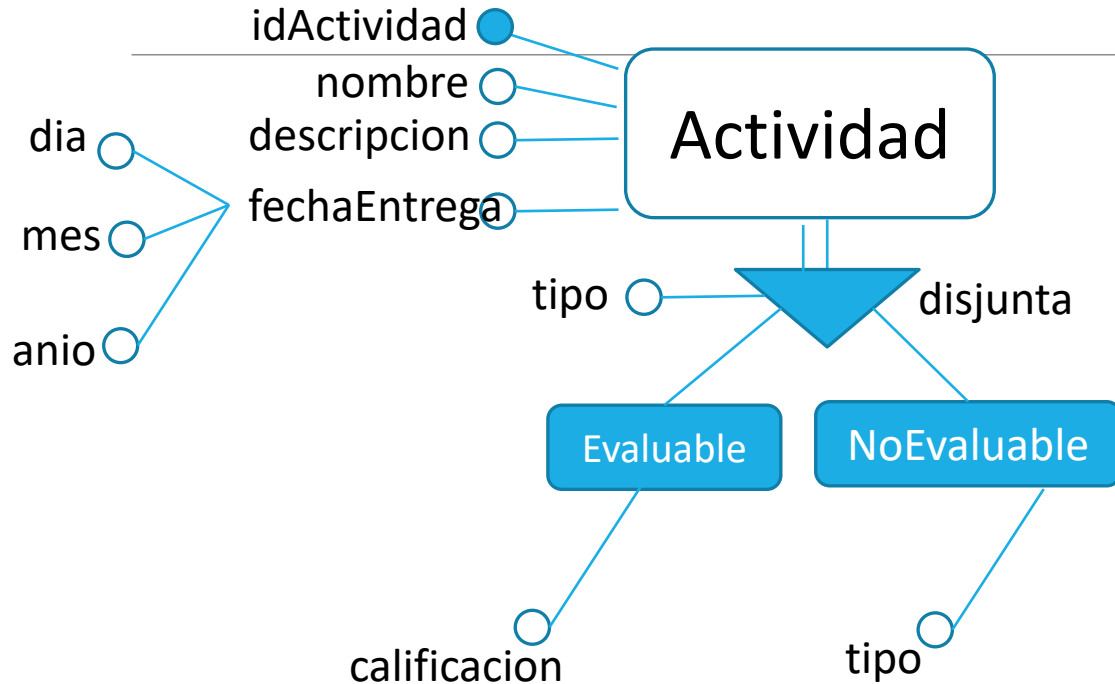 idActividad
nombre
Actividad
dia
descripcion
fechaEntrega
mes
tipo
disjunta
anio
Evaluable
NoEvaluable
calificacion
tipo